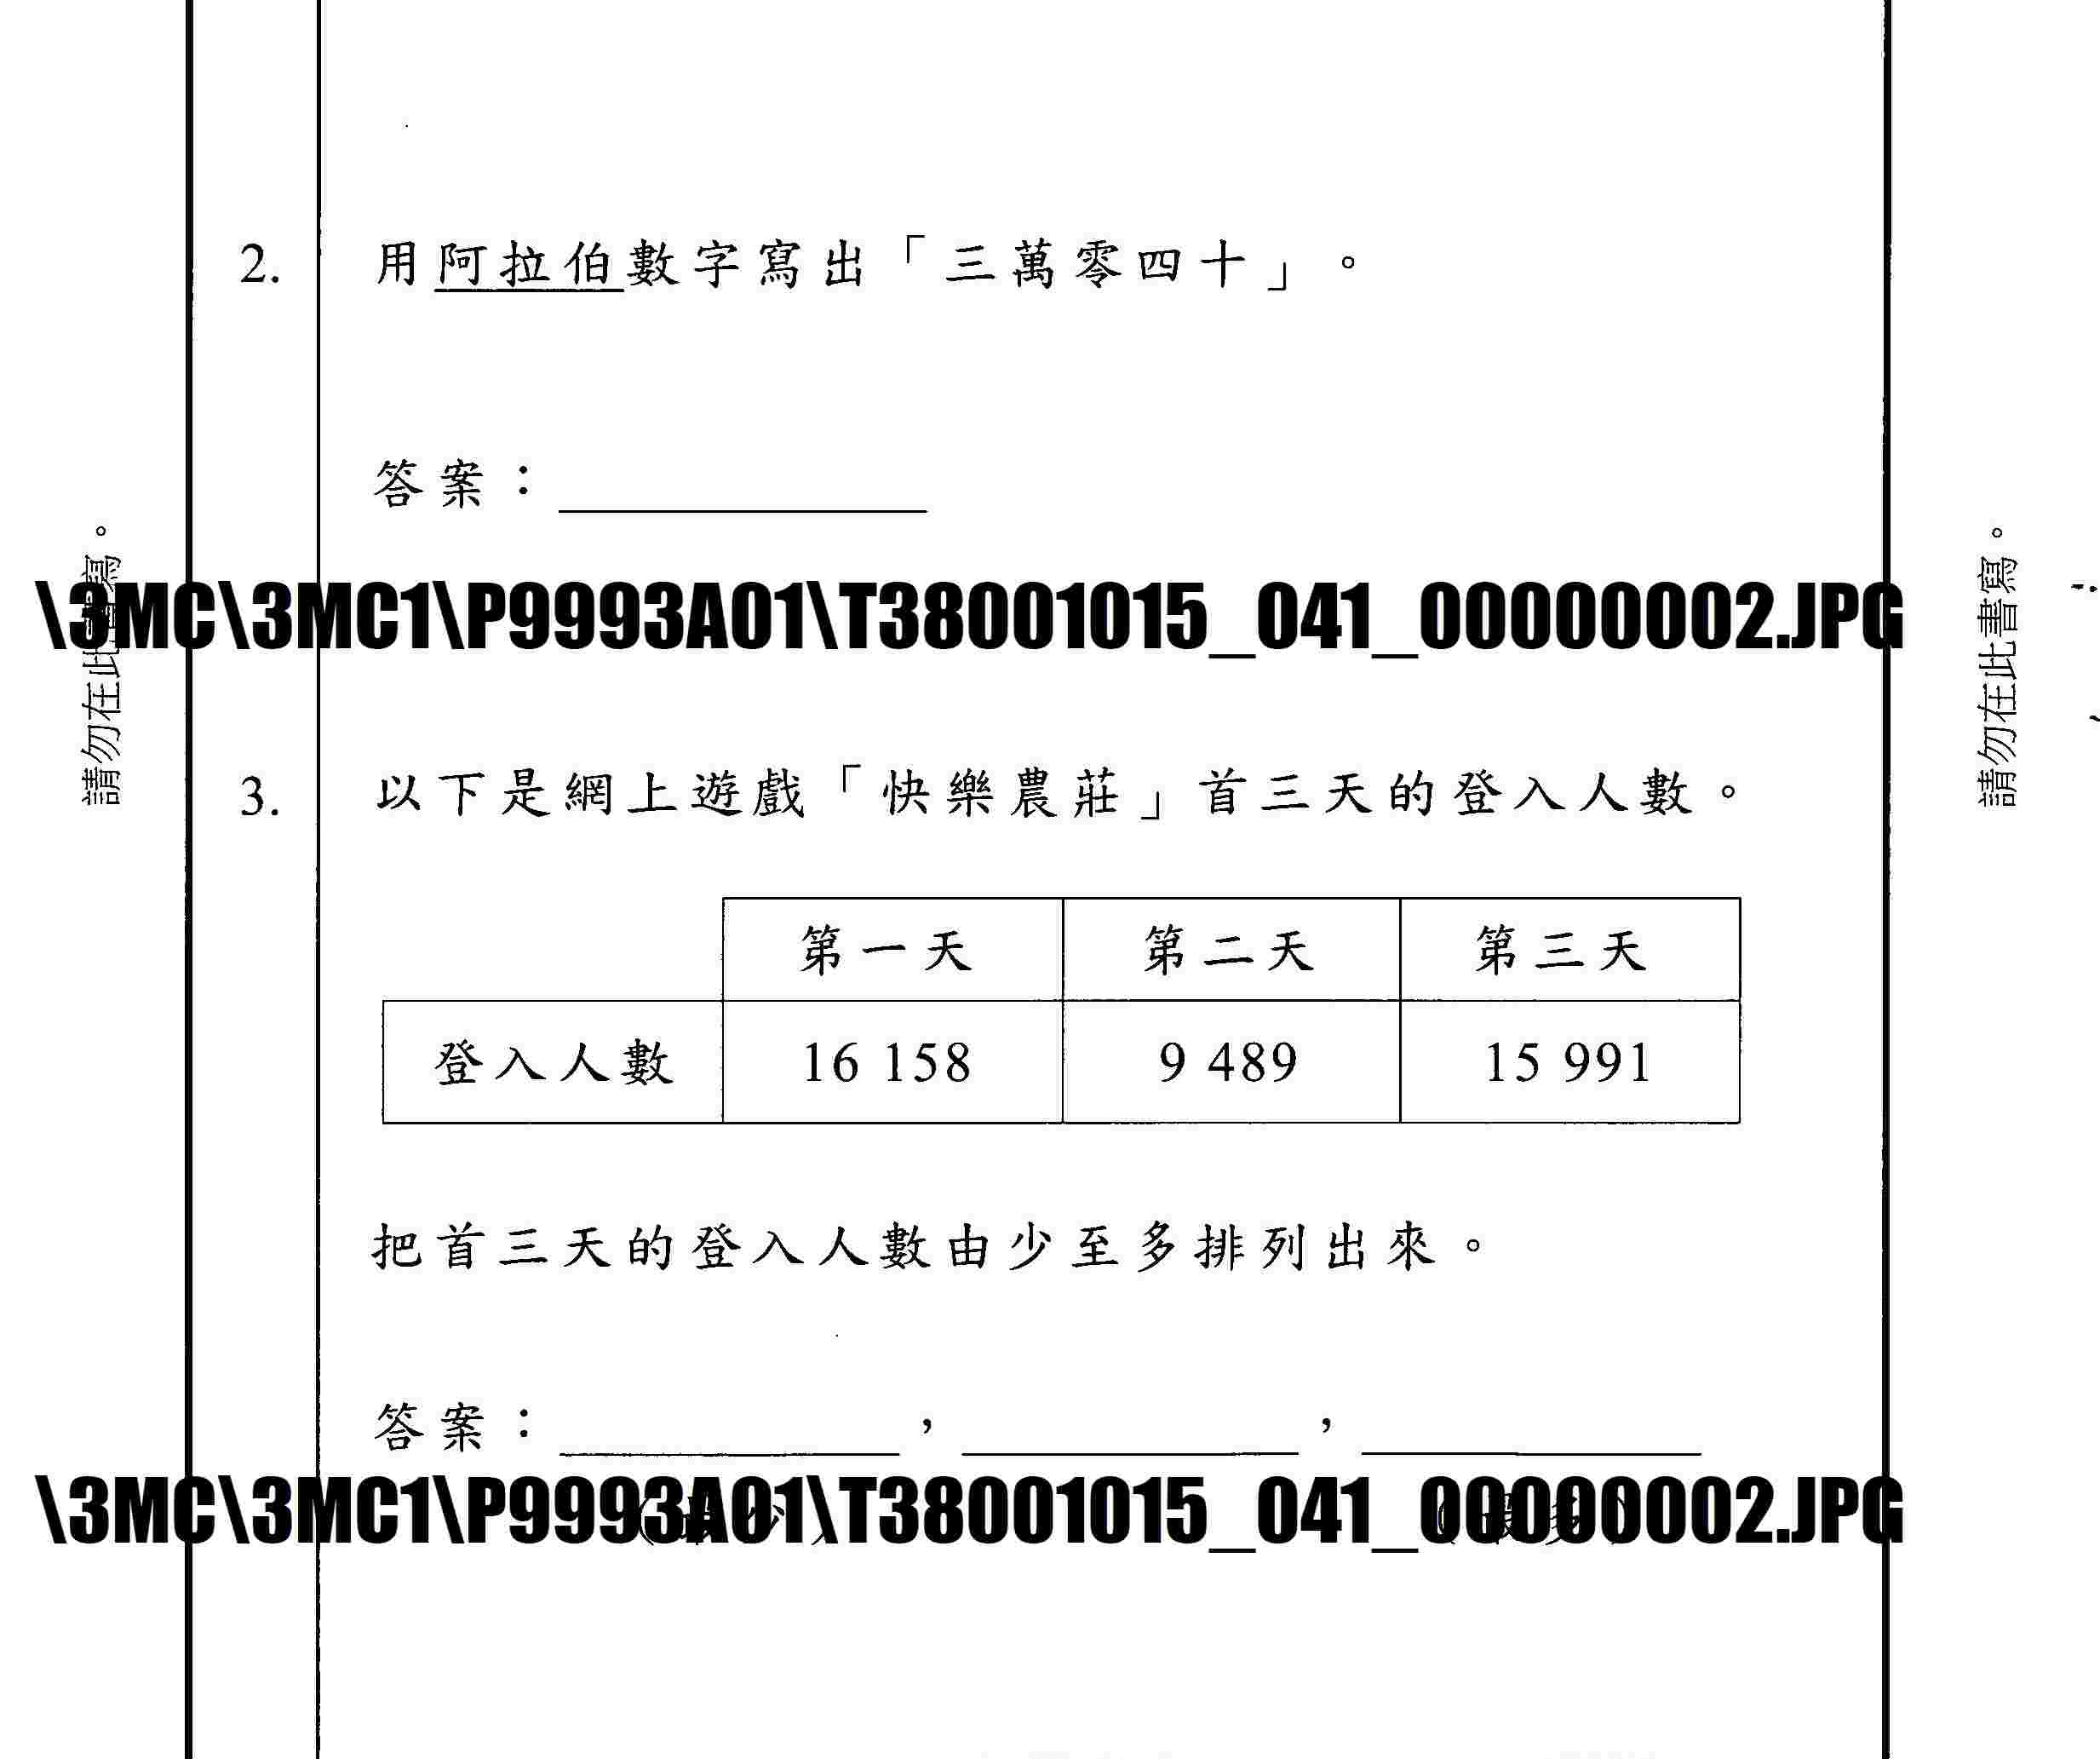 2. 用阿拉伯數字寫出「三萬零四十」。
答案：
請勿在此書寫。
請勿在此書寫。
\3MC\3MC1\P9993A01\T38001015_041_00000002.JPG
3. 以下是網上遊戲「快樂農莊」首三天的登入人數。
第一天 第二天 第三天
登入人數 16 158 9 489 15 991
把首三天的登入人數由少至多排列出來。
答案： , ,
\3MC\3MC1\P9993A01\T38001015_041_00000002.JPG
(最少) (最多)